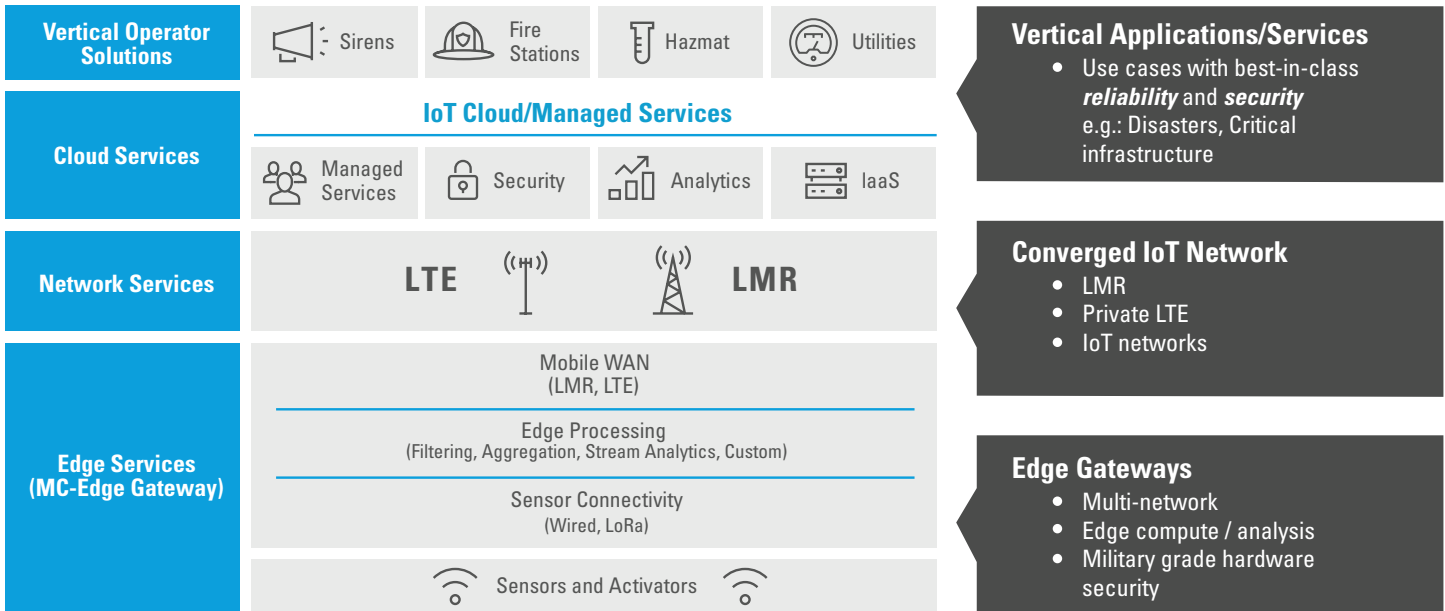 Vertical Operator
Solutions
Sirens
Fire
Stations
Hazmat
Utilities
Cloud Services
IoT Cloud/Managed Services
Managed
Services
Security
Analytics
IaaS
Network Services
LTE
LMR
Edge Services
(MC-Edge Gateway)
Mobile WAN
(LMR, LTE)
Edge Processing
(Filtering, Aggregation, Stream Analytics, Custom)
Sensor Connectivity
(Wired, LoRa)
Sensors and Activators
Vertical Applications/Services
• Use cases with best-in-class
reliability and security
e.g.: Disasters, Critical
infrastructure
Converged IoT Network
• LMR
• Private LTE
• IoT networks
Edge Gateways
• Multi-network
• Edge compute / analysis
• Military grade hardware
security